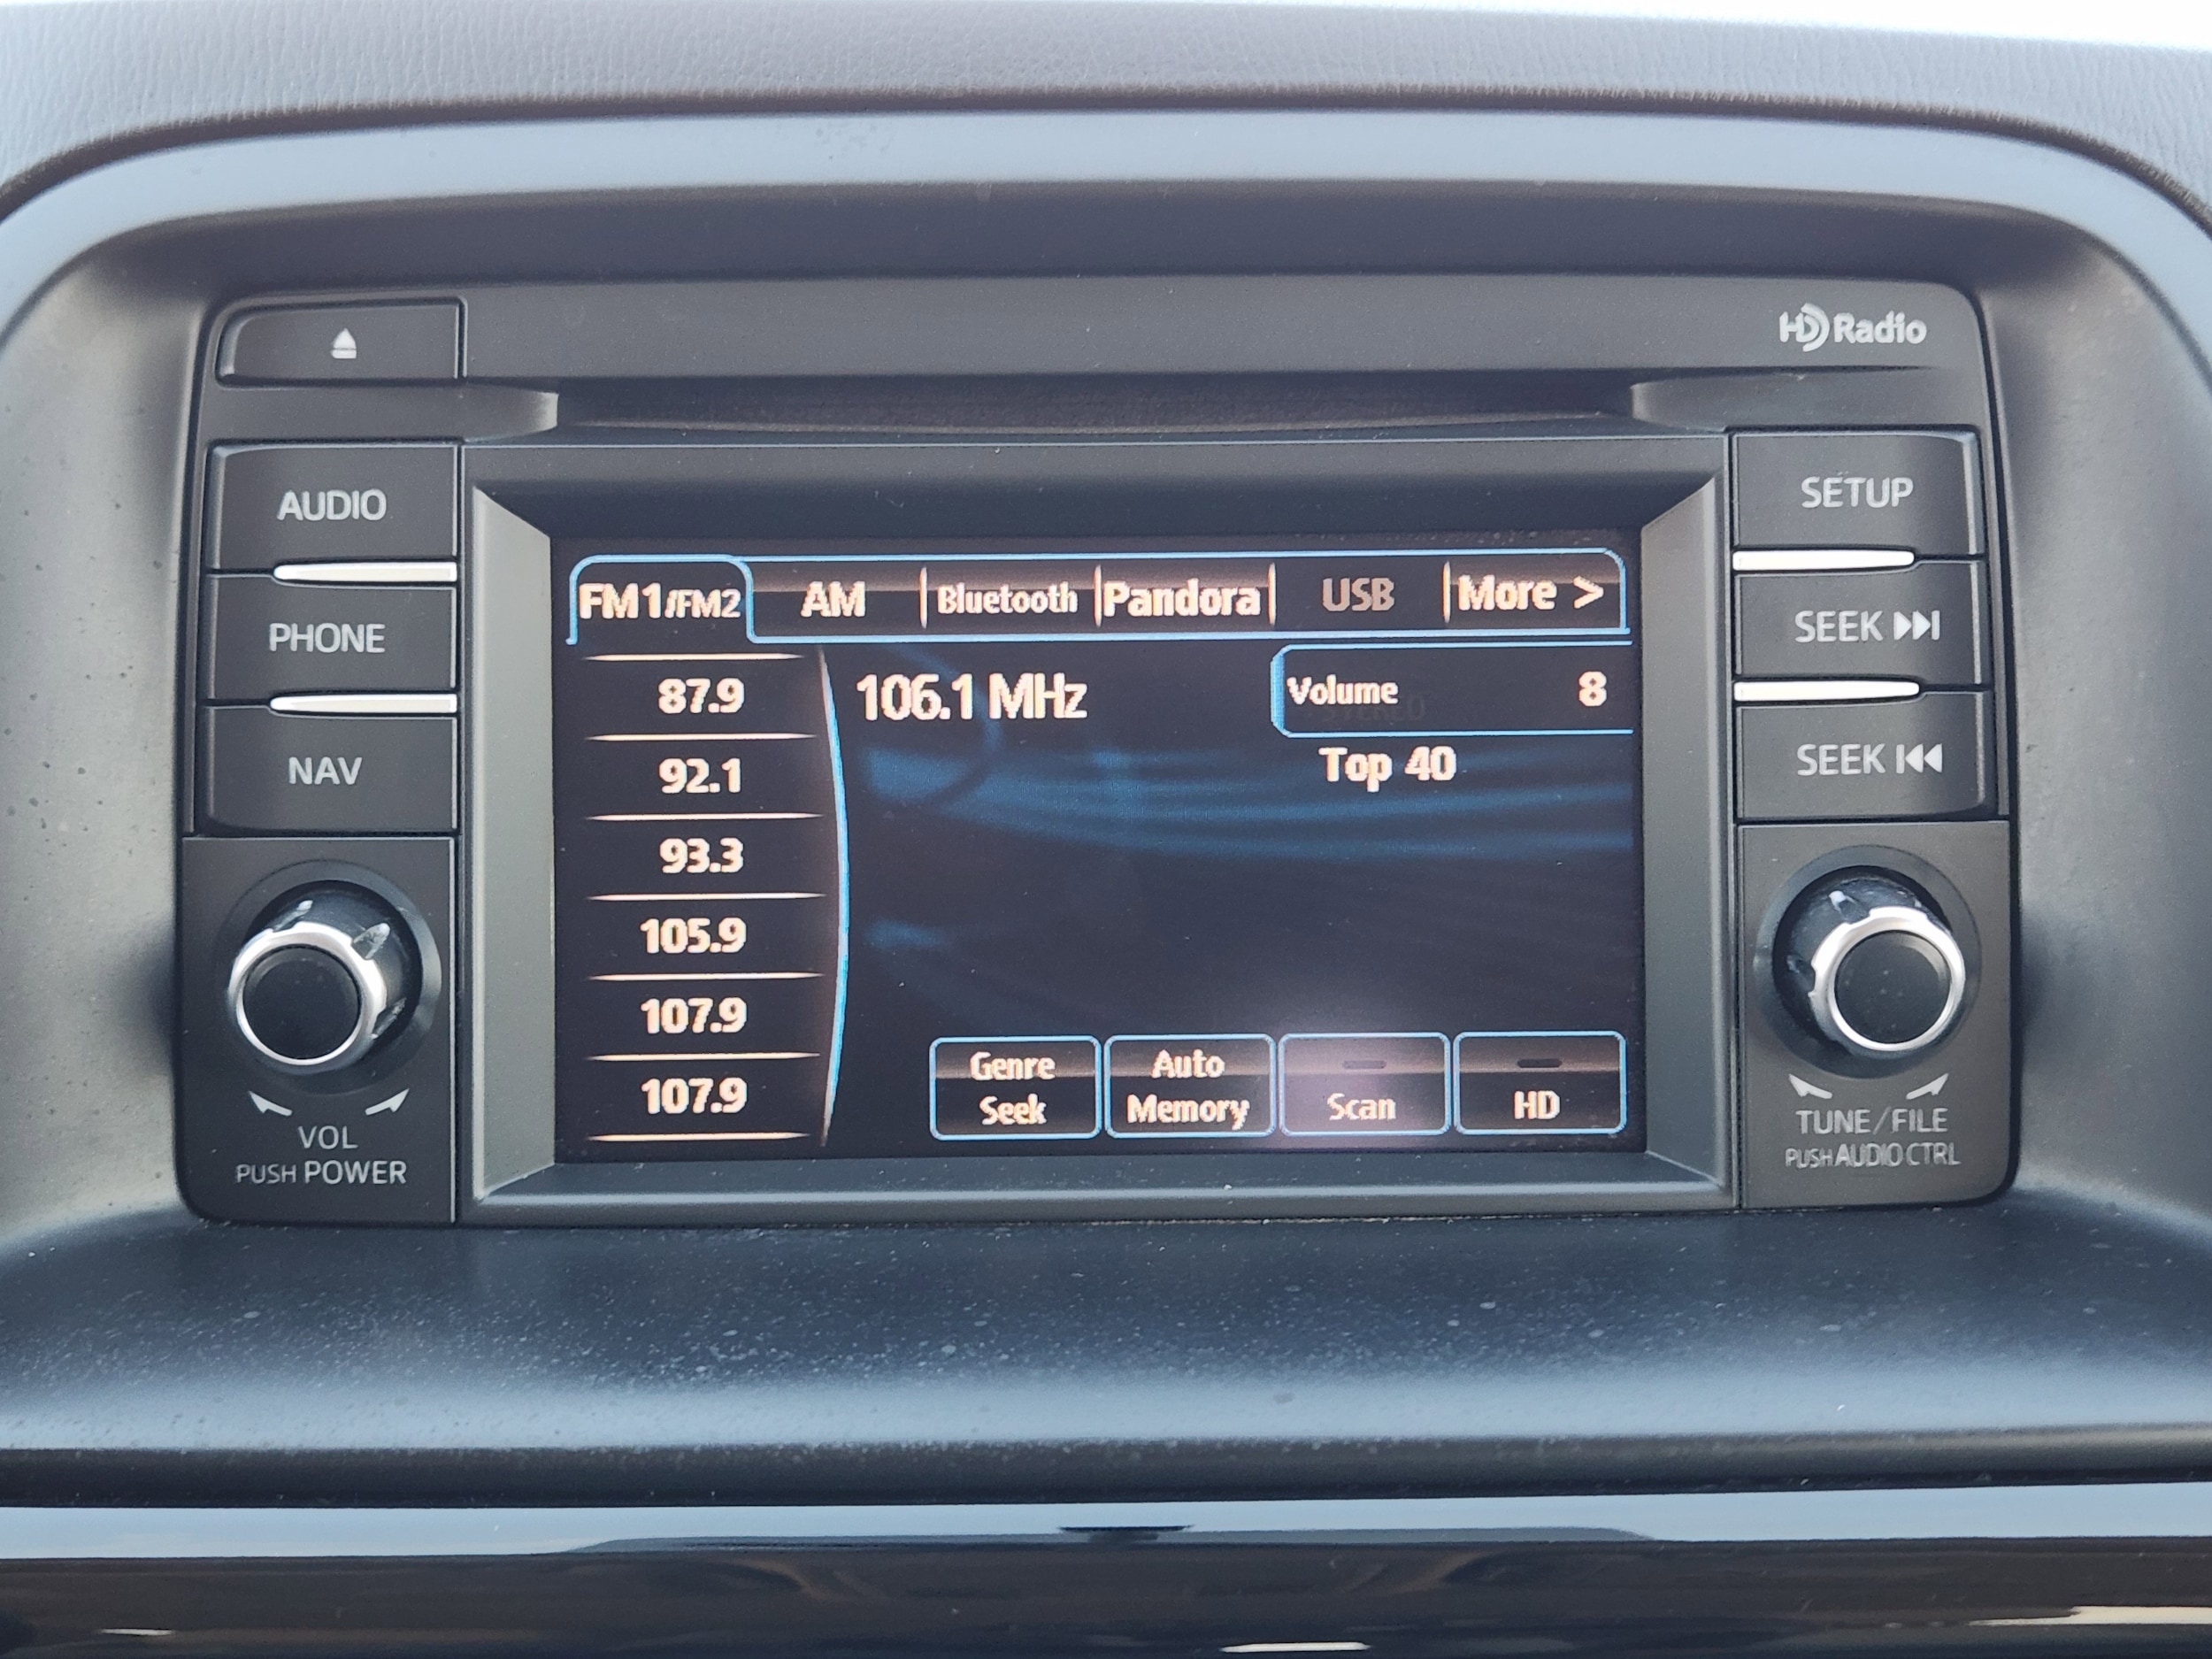 HD Radio
AUDIO
PHONE
NAV
VOL
PUSH POWER
FM1/FM2 AM Bluetooth Pandora USB More >
87.9
92.1
93.3
105.9
107.9
107.9
106.1 MHz
Volume 8
STEREO
Top 40
Genre
Seek
Auto
Memory
Scan
HD
SETUP
SEEK
SEEK
TUNE/FILE
PUSH AUDIO CTRL